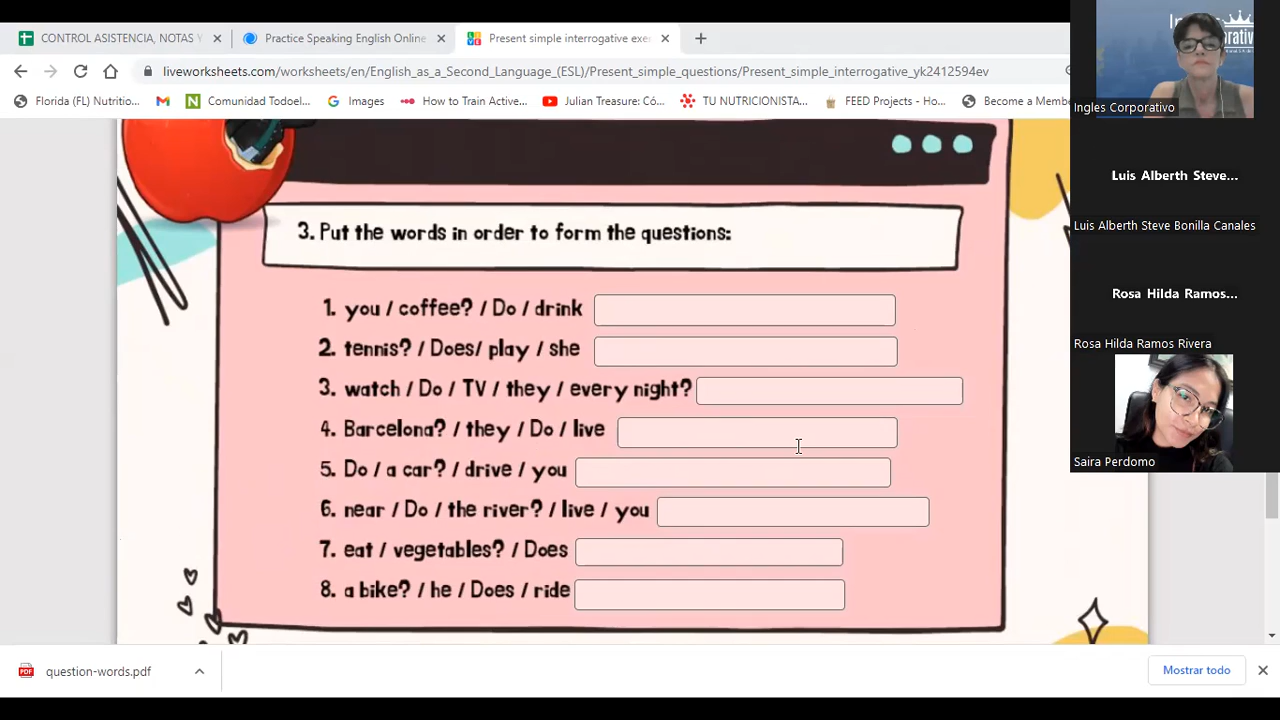 CONTROL ASISTENCIA, NOTAS Y
Practice Speaking English Online
Present simple interrogative exer
liveworksheets.com/worksheets/en/English_as_a_Second_Language_(ESL)/Present_simple_questions/Present_simple_interrogative_yk2412594ev
Florida (FL) Nutritio...
Comunidad Todoel...
Images
How to Train Active...
Julian Treasure: Có...
TU NUTRICIONISTA...
FEED Projects - Ho...
Become a Membe
Ingles Corporativo
Luis Alberth Steve...
Luis Alberth Steve Bonilla Canales
Rosa Hilda Ramos...
Rosa Hilda Ramos Rivera
Saira Perdomo
3. Put the words in order to form the questions:
1. you / coffee? / Do / drink
2. tennis? / Does/ play / she
3. watch / Do / TV / they / every night?
4. Barcelona? / they / Do / live
5. Do / a car? / drive / you
6. near / Do / the river? / live / you
7. eat / vegetables? / Does
8. a bike? / he / Does / ride
question-words.pdf
Mostrar todo